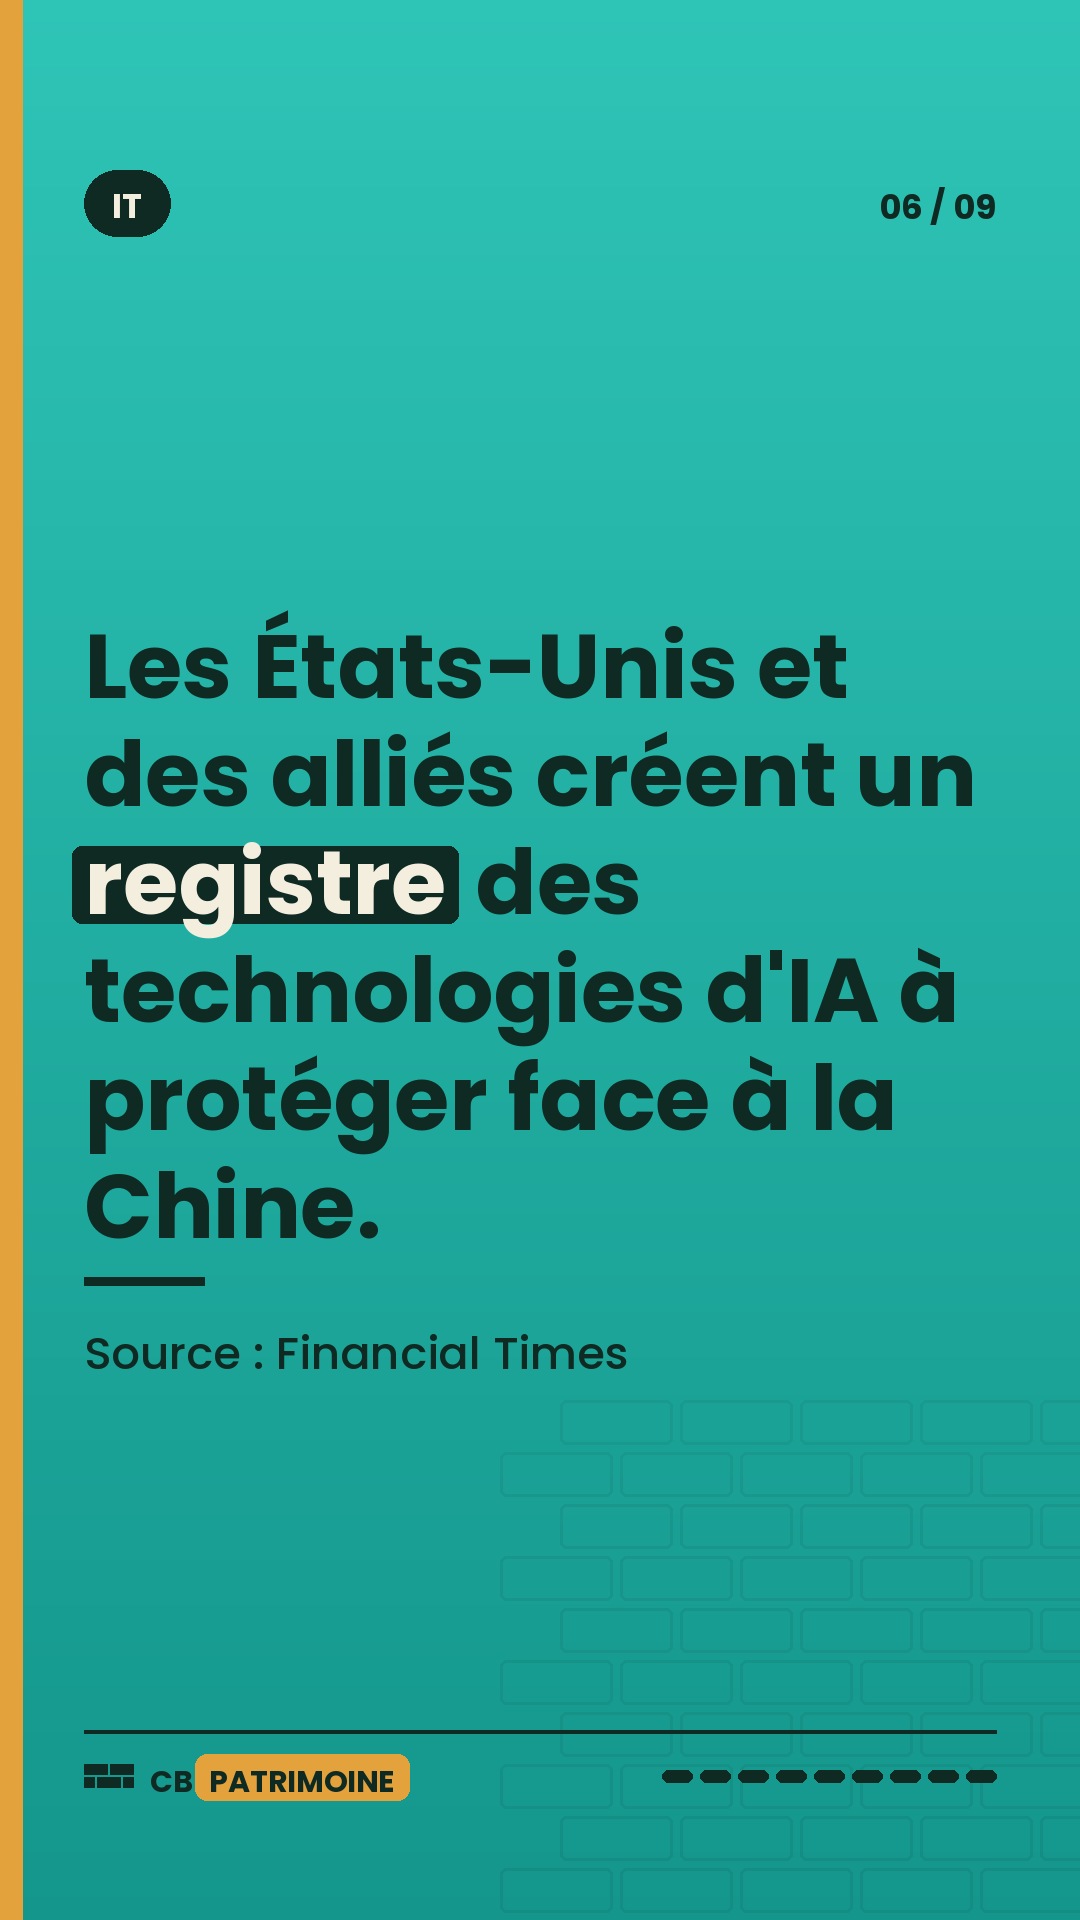 IT
06 / 09
Les États-Unis et
des alliés créent un
registre des
technologies d'IA à
protéger face à la
Chine.
Source : Financial Times
CB PATRIMOINE